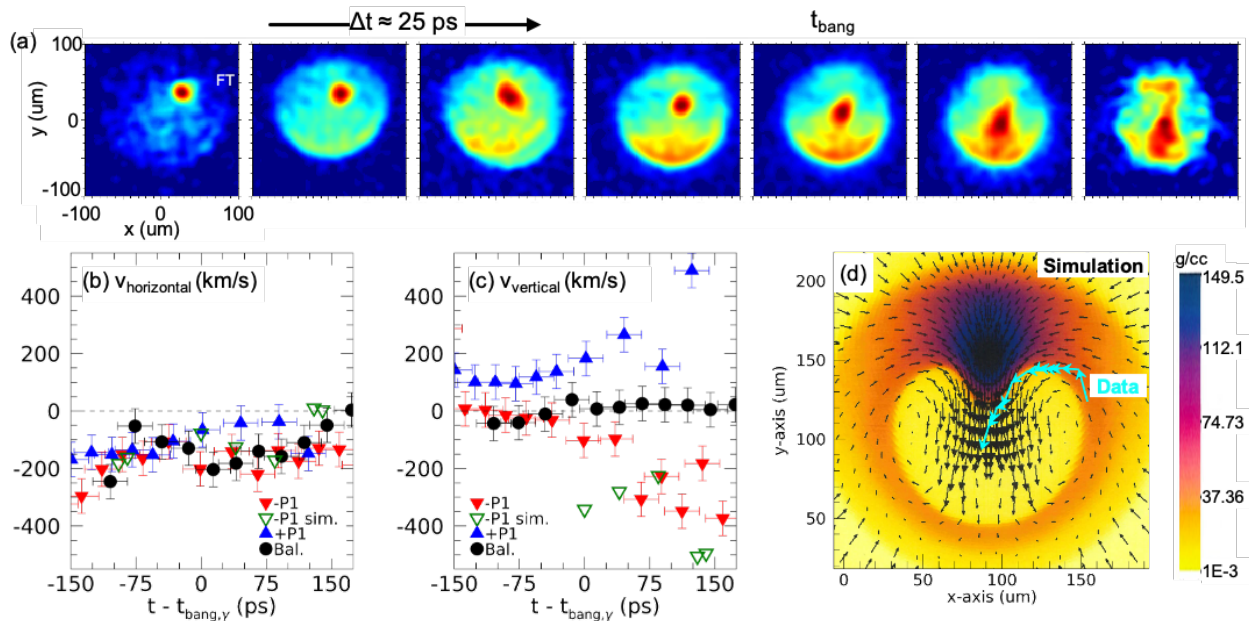 Δt ≈ 25 ps
t_bang
(a)
100
0
-100
y (um)
FT
-100
0
100
x (um)
(b) v_horizontal (km/s)
400
200
0
-200
-400
-P1
-P1 sim.
+P1
Bal.
-150
-75
0
75
150
t - t_bang,γ (ps)
(c) v_vertical (km/s)
400
200
0
-200
-400
-P1
-P1 sim.
+P1
Bal.
-150
-75
0
75
150
t - t_bang,γ (ps)
(d)
Simulation
Data
200
150
100
50
y-axis (um)
0
50
100
150
x-axis (um)
g/cc
149.5
112.1
74.73
37.36
1E-3